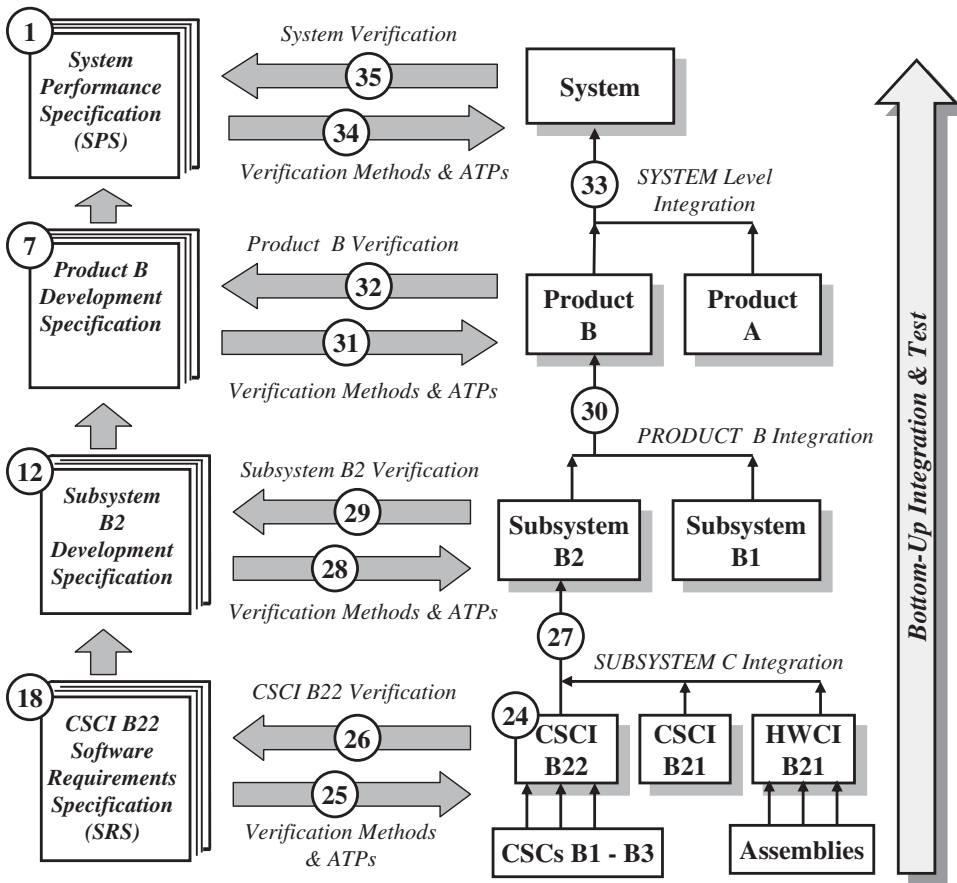 1
System
Performance
Specification
(SPS)
System Verification
35
34
Verification Methods & ATPs
System
33
SYSTEM Level
Integration
7
Product B
Development
Specification
Product B Verification
32
31
Verification Methods & ATPs
Product
B
Product
A
30
PRODUCT B Integration
12
Subsystem
B2
Development
Specification
Subsystem B2 Verification
29
28
Verification Methods & ATPs
Subsystem
B2
Subsystem
B1
27
SUBSYSTEM C Integration
18
CSCI B22
Software
Requirements
Specification
(SRS)
CSCI B22 Verification
26
25
Verification Methods
& ATPs
24
CSCI
B22
CSCI
B21
HWCI
B21
CSCs B1 - B3
Assemblies
Bottom-Up Integration & Test